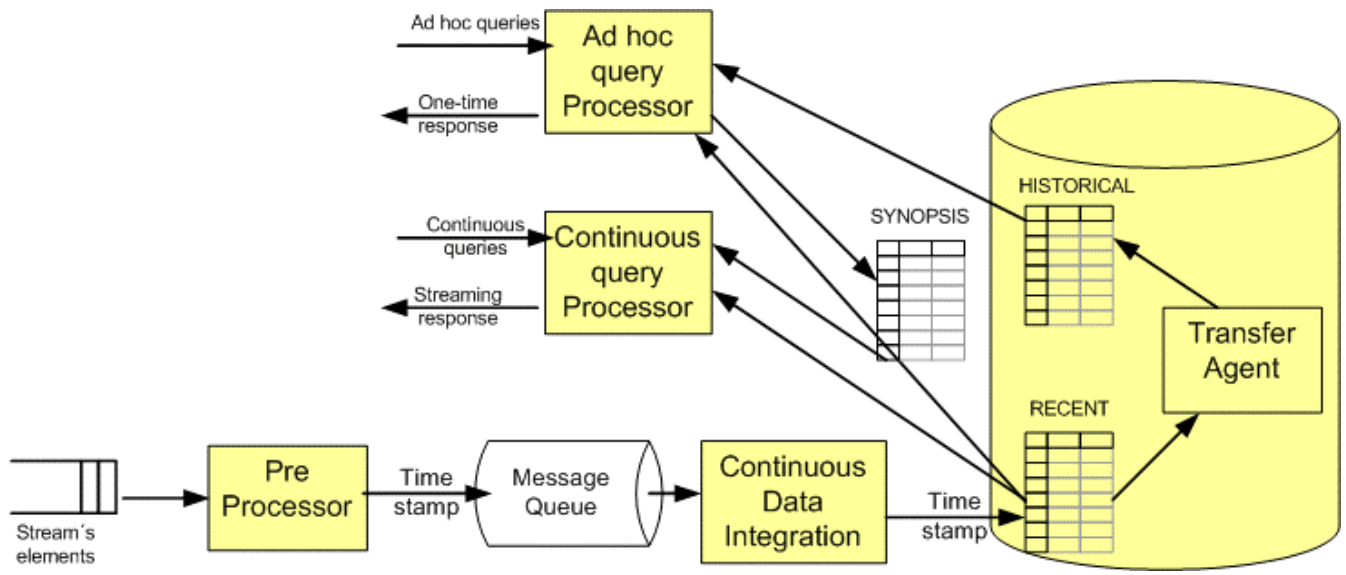 Ad hoc queries
One-time
response
Ad hoc
query
Processor
HISTORICAL
SYNOPSIS
Continuous
queries
Streaming
response
Continuous
query
Processor
Transfer
Agent
RECENT
Stream´s
elements
Pre
Processor
Time
stamp
Message
Queue
Continuous
Data
Integration
Time
stamp